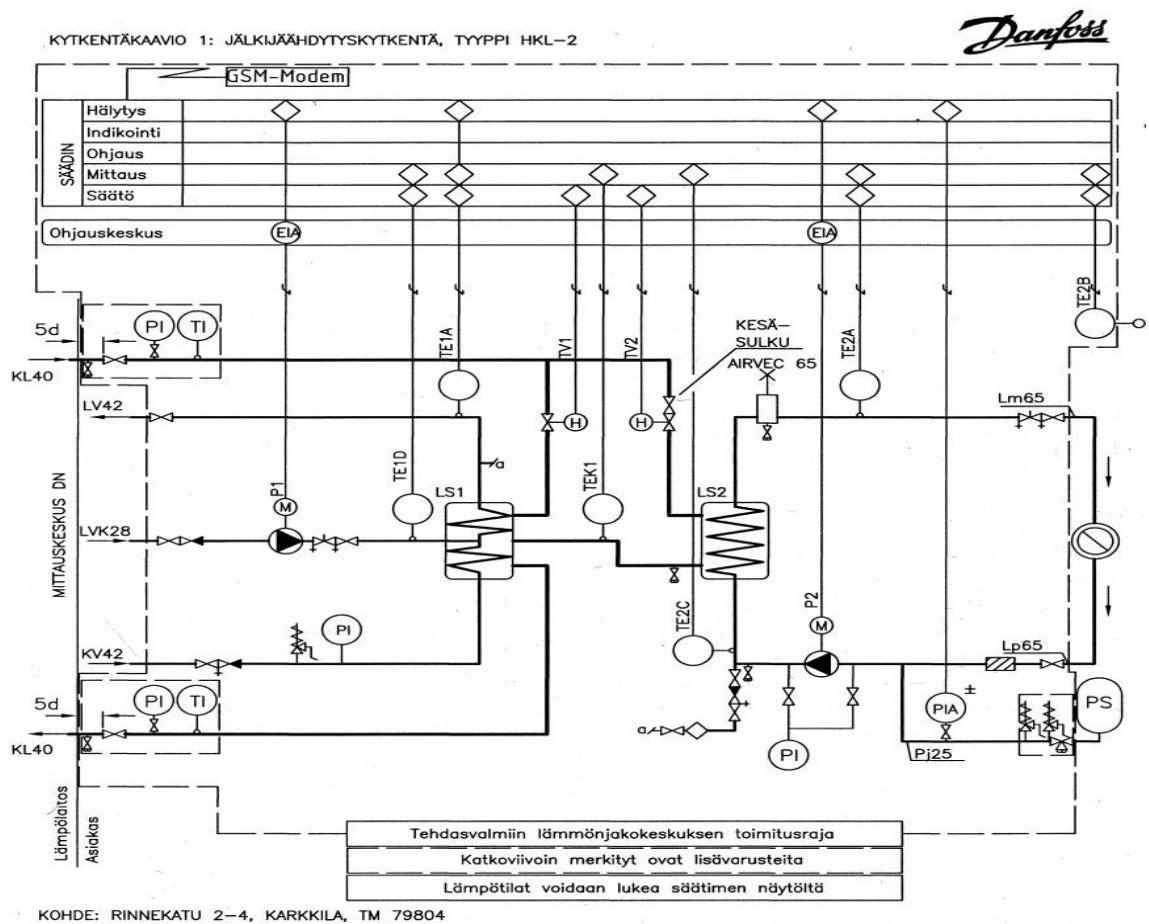 KYTKENTÄKAAVIO 1: JÄLKIJÄÄHDYTYSKYTKENTÄ, TYYPPI HKL-2
Danfoss
GSM-Modem
SÄÄDIN
Hälytys
Indikointi
Ohjaus
Mittaus
Säätö
Ohjauskeskus
EIA
EIA
TE2B
5d
PI
TI
TE1A
TV1
TV2
KESÄ-
SULKU
AIRVEC 65
TE2A
KL40
LV42
Lm65
H
H
a
MITTAUSKESKUS DN
P1
TE1D
LS1
TEK1
LS2
M
LVK28
TE2C
P2
M
PI
KV42
Lp65
5d
PI
TI
PIA
±
PS
a
KL40
PI
Pj25
Lämpölaitos
Asiakas
Tehdasvalmiin lämmönjakokeskuksen toimitusraja
Katkoviivoin merkityt ovat lisävarusteita
Lämpötilat voidaan lukea säätimen näytöltä
KOHDE: RINNEKATU 2-4, KARKKILA, TM 79804